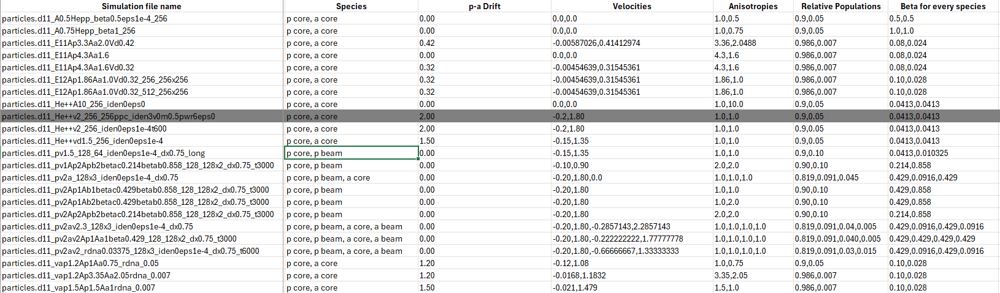 Simulation file name Species p-a Drift Velocities Anisotropies Relative Populations Beta for every species
particles.d11_A0.5Hepp_beta0.5eps1e-4_256 p core, a core 0.00 0.0,0.0 1.0,0.5 0.9,0.05 0.5,0.5
particles.d11_A0.75Hepp_beta1_256 p core, a core 0.00 0.0,0.0 1.0,0.75 0.9,0.05 1.0,1.0
particles.d11_E11Ap3.3Aa2.0Vd0.42 p core, a core 0.42 -0.00587026,0.41412974 3.36,2.0488 0.986,0.007 0.08,0.024
particles.d11_E11Ap4.3Aa1.6 p core, a core 0.00 0.0,0.0 4.3,1.6 0.986,0.007 0.08,0.024
particles.d11_E11Ap4.3Aa1.6Vd0.32 p core, a core 0.32 -0.00454639,0.31545361 4.3,1.6 0.986,0.007 0.08,0.024
particles.d11_E12Ap1.86Aa1.0Vd0.32_256_256x256 p core, a core 0.32 -0.00454639,0.31545361 1.86,1.0 0.986,0.007 0.10,0.028
particles.d11_E12Ap1.86Aa1.0Vd0.32_512_256x256 p core, a core 0.32 -0.00454639,0.31545361 1.86,1.0 0.986,0.007 0.10,0.028
particles.d11_He++A10_256_iden0eps0 p core, a core 0.00 0.0,0.0 1.0,10.0 0.9,0.05 0.0413,0.0413
particles.d11_He++v2_256_256ppc_iden3v0m0.5pwr6eps0 p core, a core 2.00 -0.2,1.80 1.0,1.0 0.9,0.05 0.0413,0.0413
particles.d11_He++v2_256_iden0eps1e-4t600 p core, a core 2.00 -0.2,1.80 1.0,1.0 0.9,0.05 0.0413,0.0413
particles.d11_He++vd1.5_256_iden0eps1e-4 p core, a core 1.50 -0.15,1.35 1.0,1.0 0.9,0.05 0.0413,0.0413
particles.d11_pv1.5_128_64_iden0eps1e-4_dx0.75_long p core, p beam 0.00 -0.15,1.35 1.0,1.0 0.9,0.10 0.0413,0.010325
particles.d11_pv1Ap2Apb2betac0.214betab0.858_128_128x2_dx0.75_t3000 p core, p beam 0.00 -0.10,0.90 2.0,2.0 0.90,0.10 0.214,0.858
particles.d11_pv2a_128x3_iden0eps1e-4_dx0.75 p core, p beam, a core 0.00 -0.20,1.80,0.0 1.0,1.0,1.0 0.819,0.091,0.045 0.429,0.0916,0.429
particles.d11_pv2Ap1Ab1betac0.429betab0.858_128_128x2_dx0.75_t3000 p core, p beam 0.00 -0.20,1.80 1.0,1.0 0.90,0.10 0.429,0.858
particles.d11_pv2Ap1Ab2betac0.429betab0.858_128_128x2_dx0.75_t3000 p core, p beam 0.00 -0.20,1.80 1.0,2.0 0.90,0.10 0.429,0.858
particles.d11_pv2Ap2Apb2betac0.214betab0.858_128_128x2_dx0.75_t3000 p core, p beam 0.00 -0.20,1.80 2.0,2.0 0.90,0.10 0.214,0.858
particles.d11_pv2av2.3_128x3_iden0eps1e-4_dx0.75 p core, p beam, a core, a beam 0.00 -0.20,1.80,-0.2857143,2.2857143 1.0,1.0,1.0,1.0 0.819,0.091,0.04,0.005 0.429,0.0916,0.429,0.0916
particles.d11_pv2av2Ap1Aa1beta0.429_128_128x2_dx0.75_t3000 p core, p beam, a core, a beam 0.00 -0.20,1.80,-0.222222222,1.77777778 1.0,1.0,1.0,1.0 0.819,0.091,0.040,0.005 0.429,0.429,0.429,0.429
particles.d11_pv2av2_rdna0.03375_128x3_iden0eps1e-4_dx0.75_t6000 p core, p beam, a core, a beam 0.00 -0.20,1.80,-0.66666667,1.33333333 1.0,1.0,1.0,1.0 0.819,0.091,0.03,0.015 0.429,0.0916,0.429,0.0916
particles.d11_vap1.2Ap1Aa0.75_rdna_0.05 p core, a core 1.20 -0.12,1.08 1.0,0.75 0.9,0.05 0.10,0.028
particles.d11_vap1.2Ap3.35Aa2.05rdna_0.007 p core, a core 1.20 -0.0168,1.1832 3.35,2.05 0.986,0.007 0.10,0.028
particles.d11_vap1.5Ap1.5Aa1rdna_0.007 p core, a core 1.50 -0.021,1.479 1.5,1.0 0.986,0.007 0.10,0.028